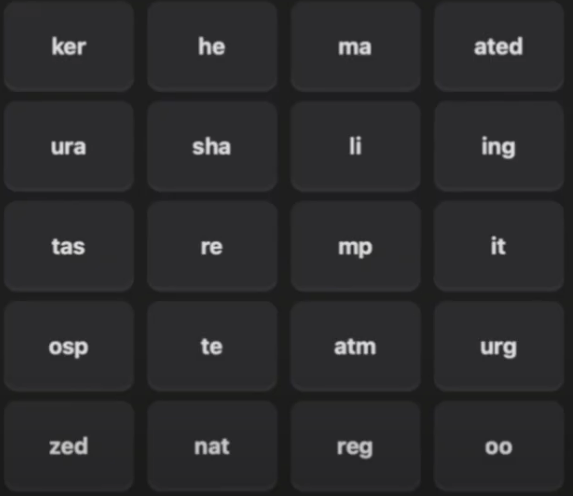 ker he ma ated
ura sha li ing
tas re mp it
osp te atm urg
zed nat reg oo